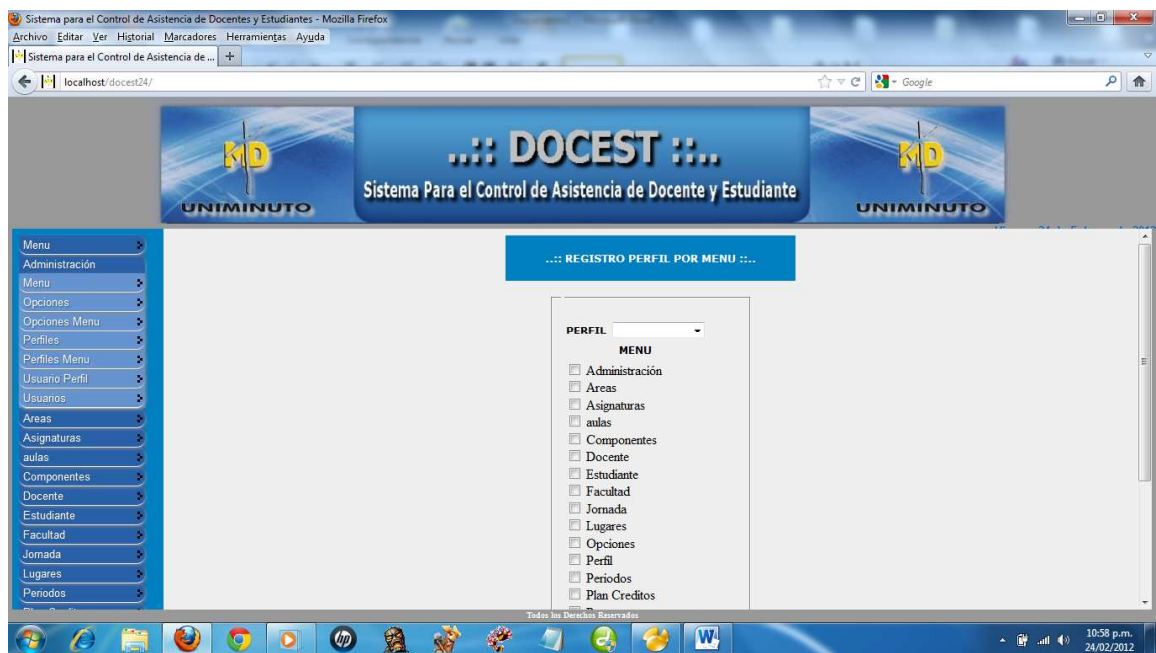 Sistema para el Control de Asistencia de Docentes y Estudiantes - Mozilla Firefox
Archivo Editar Ver Historial Marcadores Herramientas Ayuda
Sistema para el Control de Asistencia de ... +
localhost/docest24/
Google
MD
UNIMINUTO
..:: DOCEST ::..
Sistema Para el Control de Asistencia de Docente y Estudiante
MD
UNIMINUTO
Menu
Administración
Menu
Opciones
Opciones Menu
Perfiles
Perfiles Menu
Usuario Perfil
Usuarios
Areas
Asignaturas
aulas
Componentes
Docente
Estudiante
Facultad
Jornada
Lugares
Periodos
..:: REGISTRO PERFIL POR MENU ::..
PERFIL
MENU
Administración
Areas
Asignaturas
aulas
Componentes
Docente
Estudiante
Facultad
Jornada
Lugares
Opciones
Perfil
Periodos
Plan Creditos
Todos los Derechos Reservados
hp
W
10:58 p.m.
24/02/2012